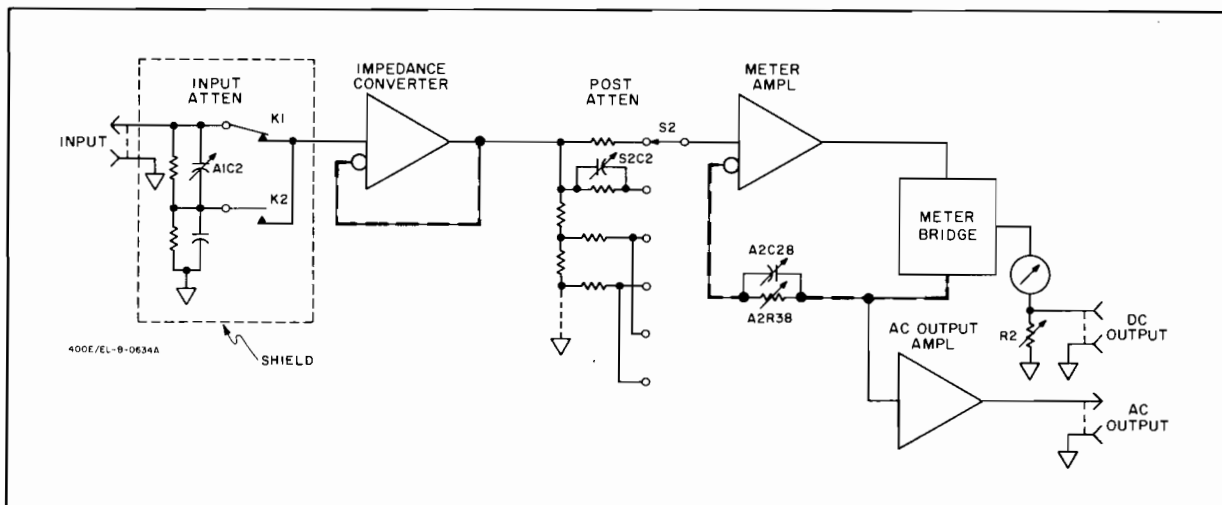 INPUT
ATTEN
K1
INPUT
A1C2
K2
400E/EL-B-0634A
SHIELD
IMPEDANCE
CONVERTER
POST
ATTEN
S2
S2C2
METER
AMPL
METER
BRIDGE
A2C28
A2R38
R2
DC
OUTPUT
AC OUTPUT
AMPL
AC
OUTPUT